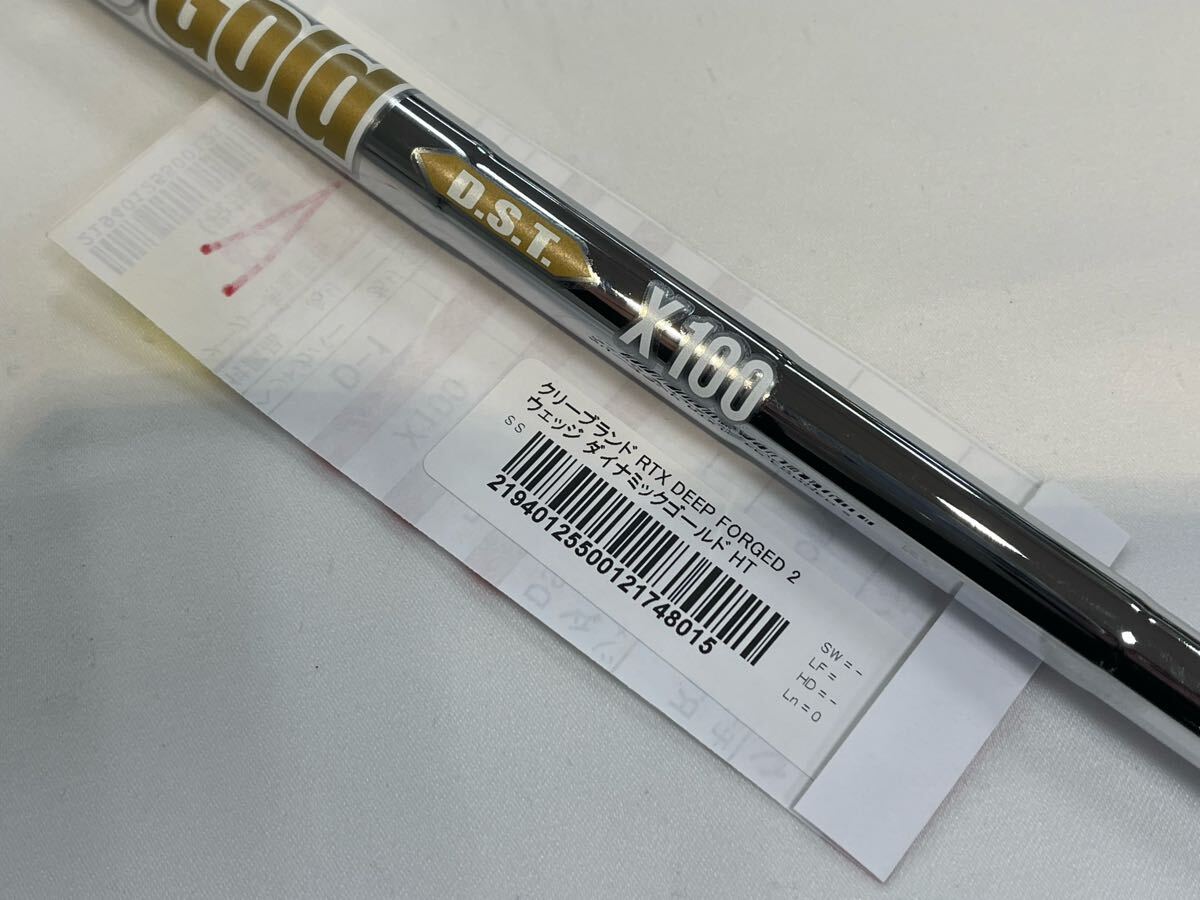 Gold
D.S.T.
X100
クリーブランド RTX DEEP FORGED 2
ウェッジ ダイナミックゴールド HT
S S
2194012550012174801​5
SW = -
LF =
HD = -
Ln = 0